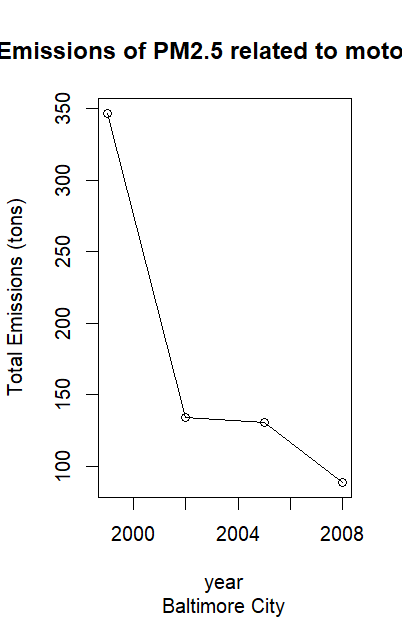 Emissions of PM2.5 related to moto
Total Emissions (tons)
350
300
250
200
150
100
2000 2004 2008
year
Baltimore City